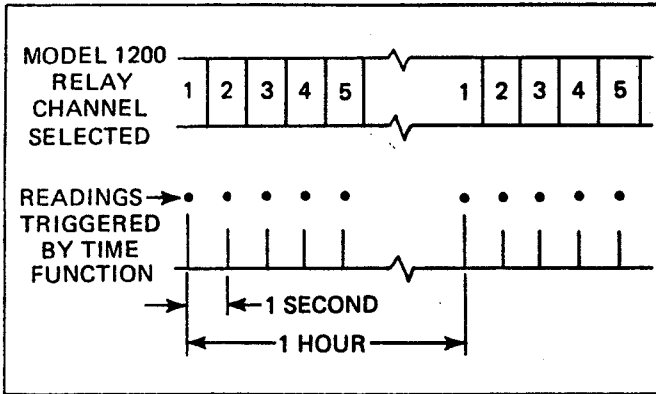 MODEL 1200
RELAY
CHANNEL
SELECTED
1 2 3 4 5 1 2 3 4 5
READINGS
TRIGGERED
BY TIME
FUNCTION
1 SECOND
1 HOUR